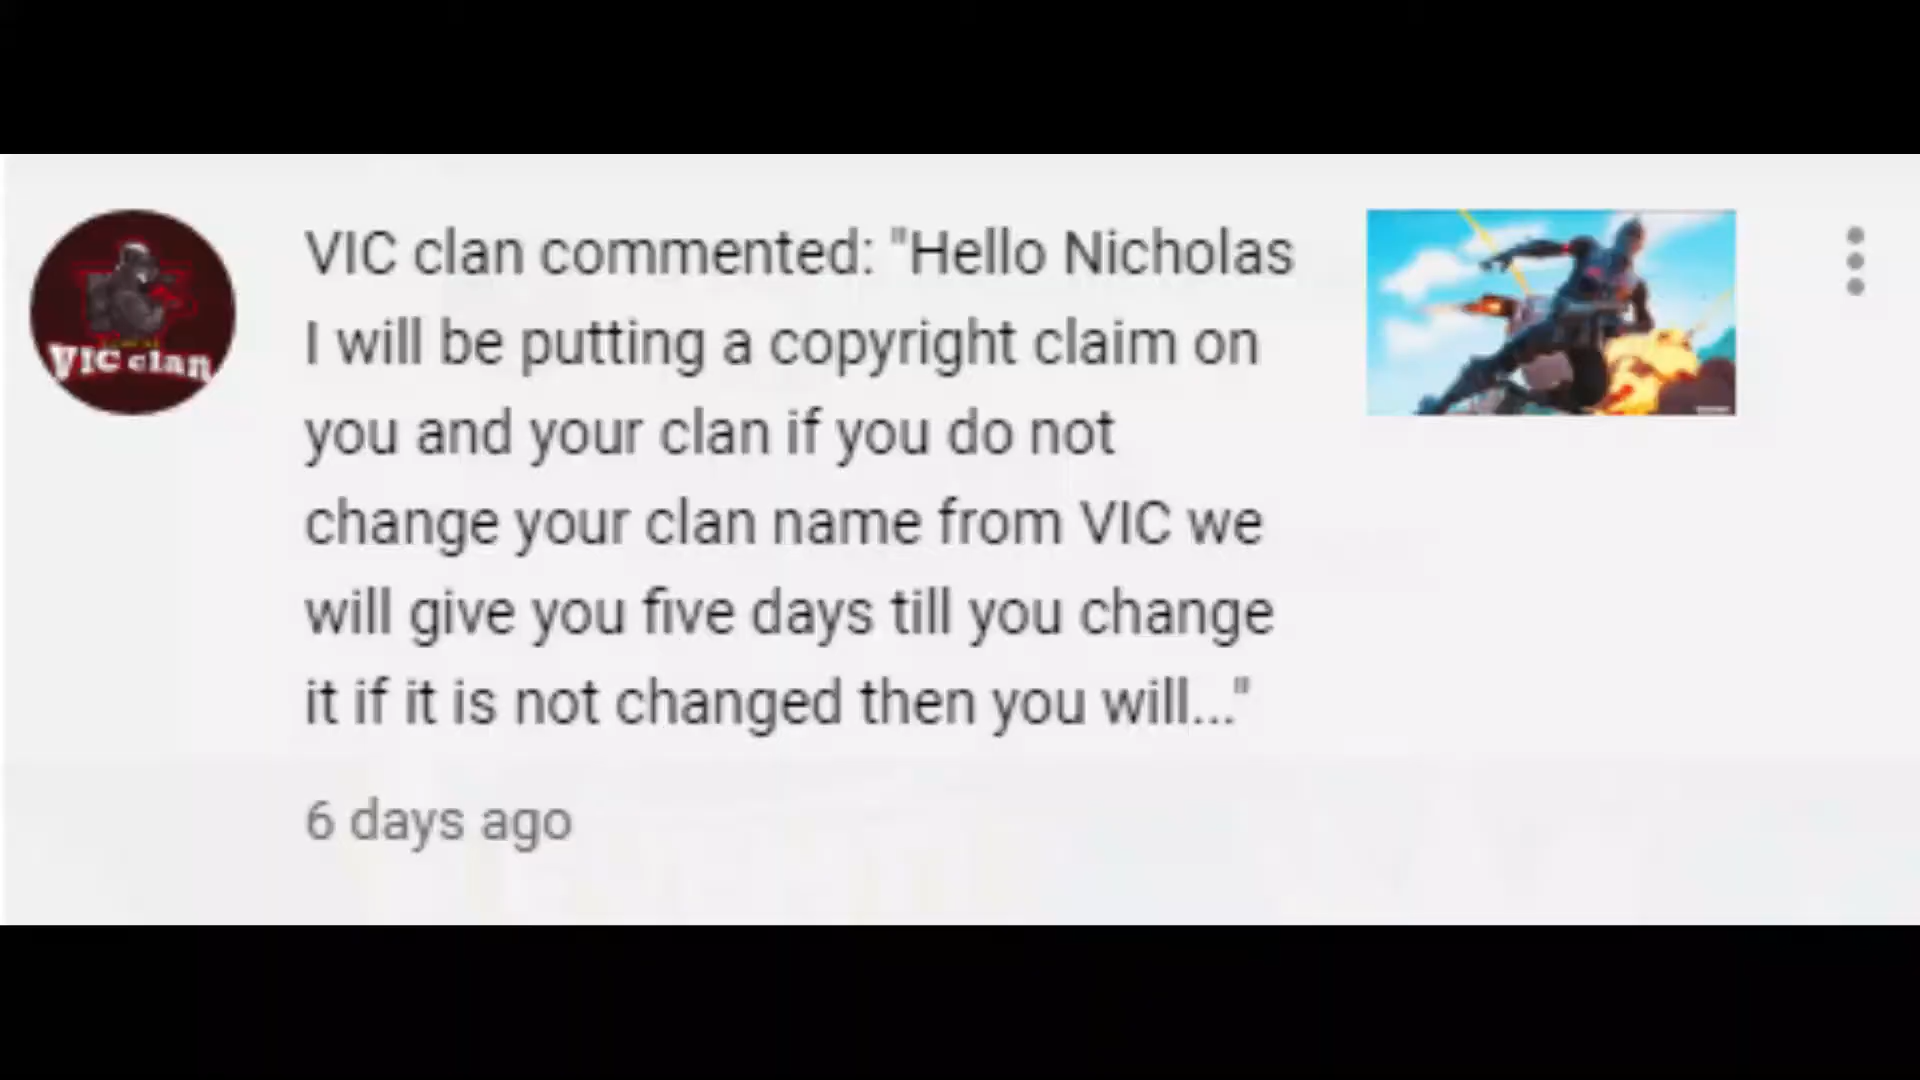 VIC clan
VIC clan commented: "Hello Nicholas
I will be putting a copyright claim on
you and your clan if you do not
change your clan name from VIC we
will give you five days till you change
it if it is not changed then you will..."
6 days ago